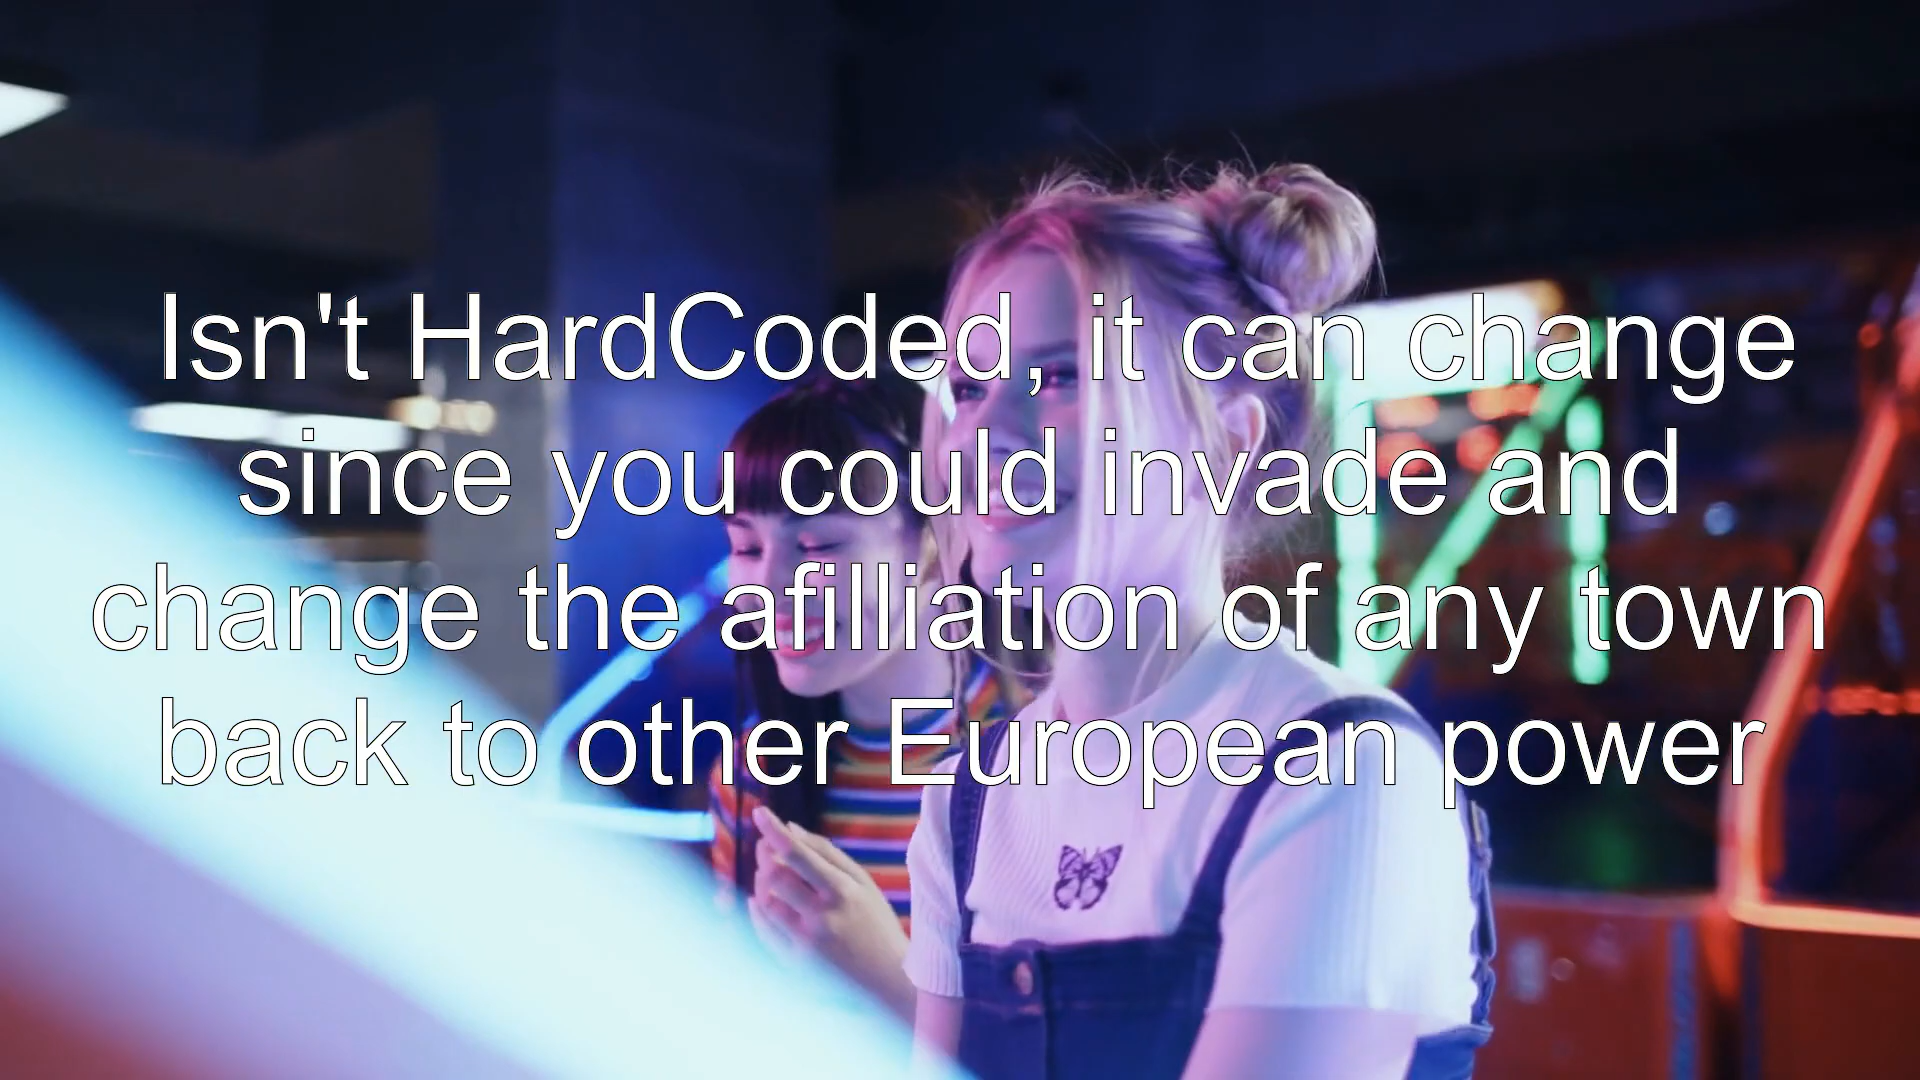 Isn't HardCoded, it can change
since you could invade and
change the afilliation of any town
back to other European power